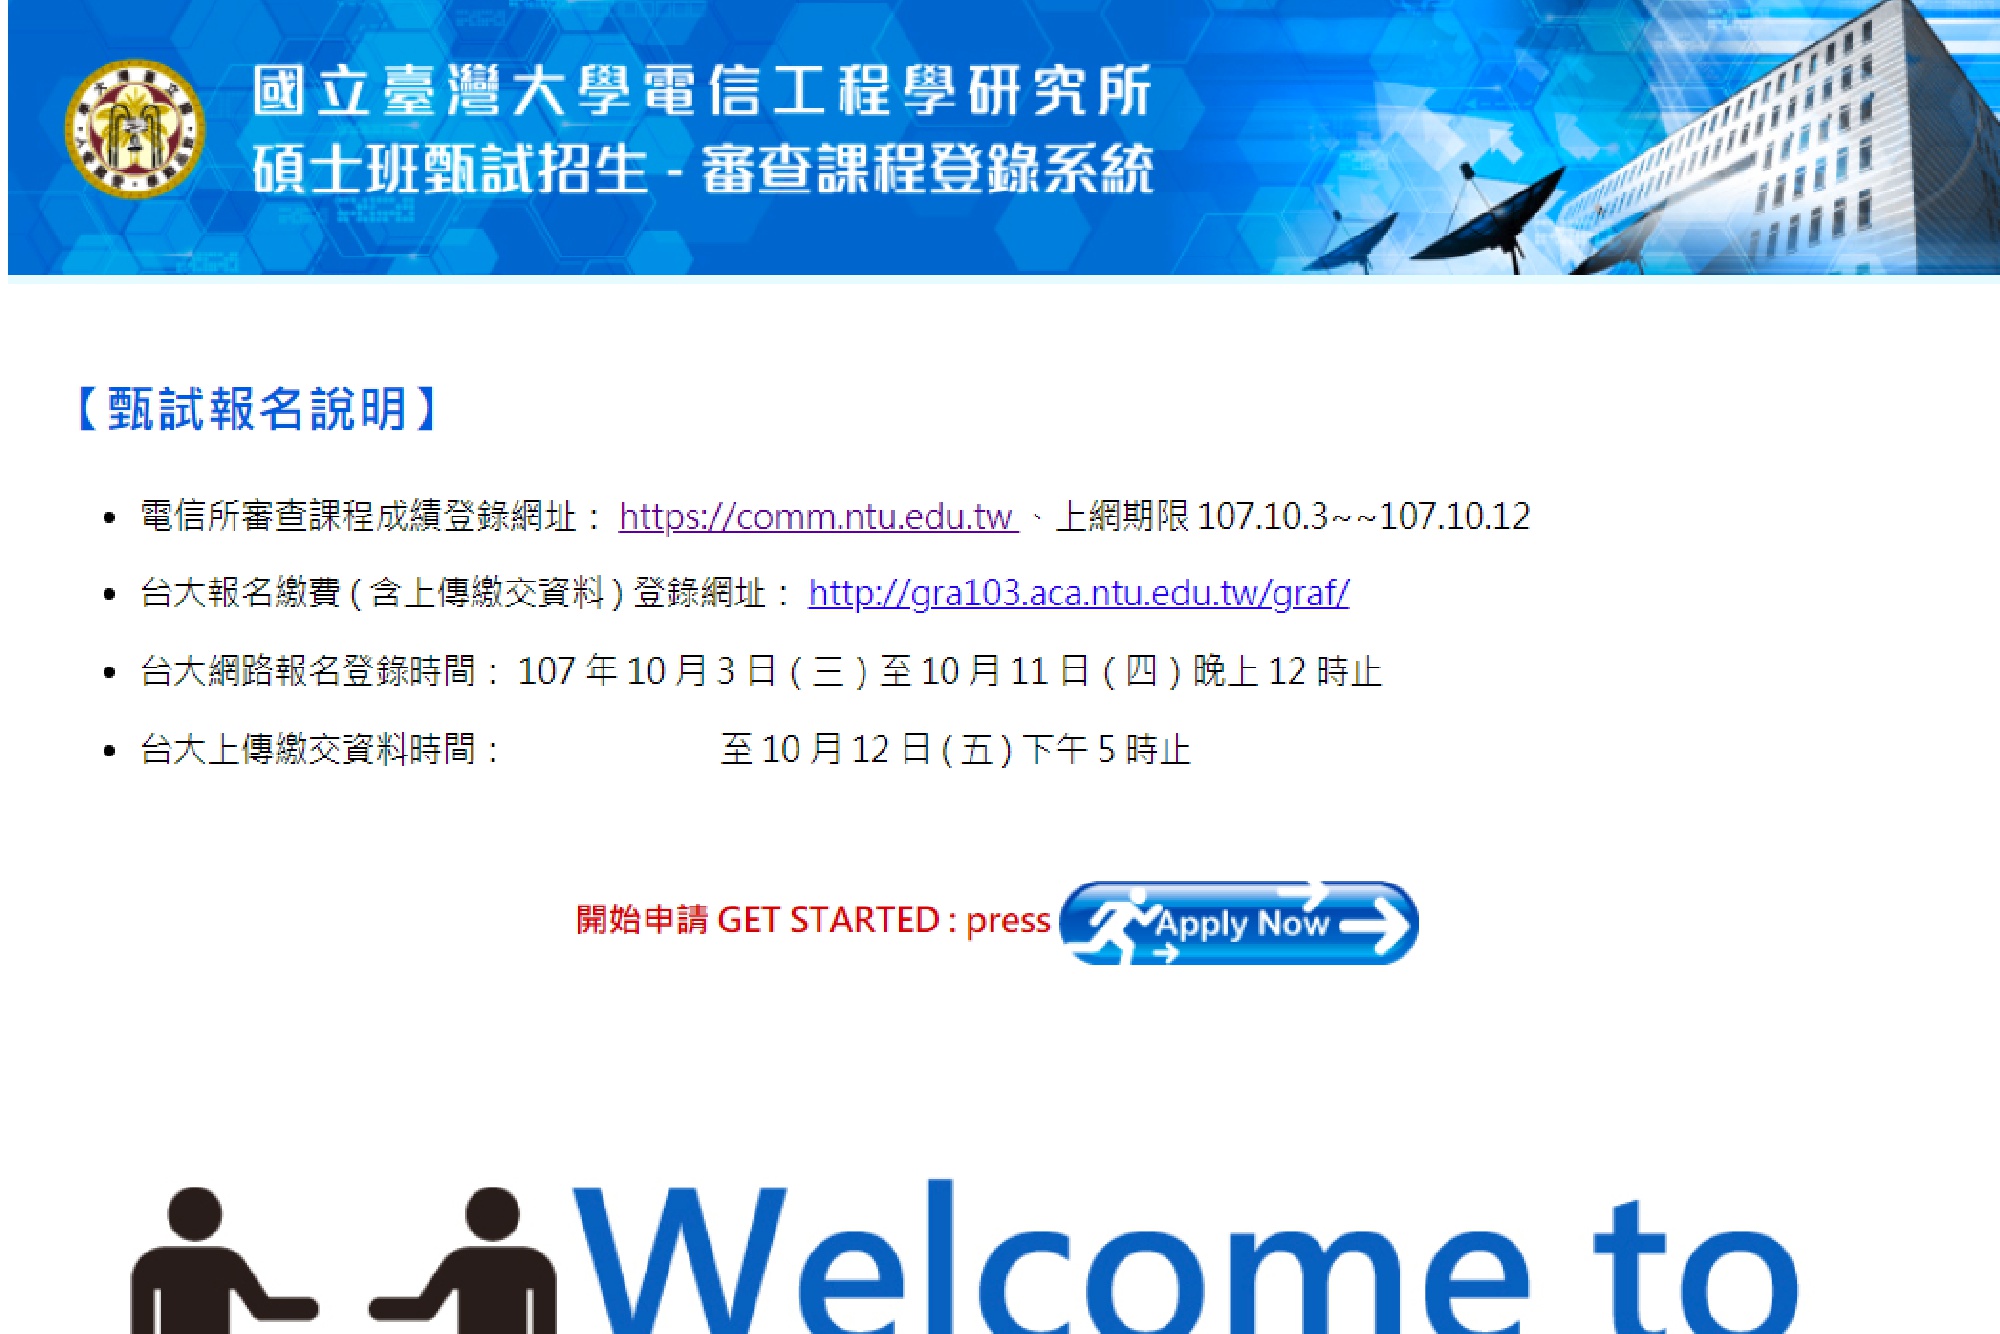 國立臺灣大學電信工程學研究所
碩士班甄試招生 - 審查課程登錄系統
【甄試報名說明】
• 電信所審查課程成績登錄網址： https://comm.ntu.edu.tw 、上網期限 107.10.3~~107.10.12
• 台大報名繳費 ( 含上傳繳交資料 ) 登錄網址： http://gra103.aca.ntu.edu.tw/graf/
• 台大網路報名登錄時間： 107 年 10 月 3 日 ( 三 ) 至 10 月 11 日 ( 四 ) 晚上 12 時止
• 台大上傳繳交資料時間： 至 10 月 12 日 ( 五 ) 下午 5 時止
開始申請 GET STARTED : press Apply Now
Welcome to